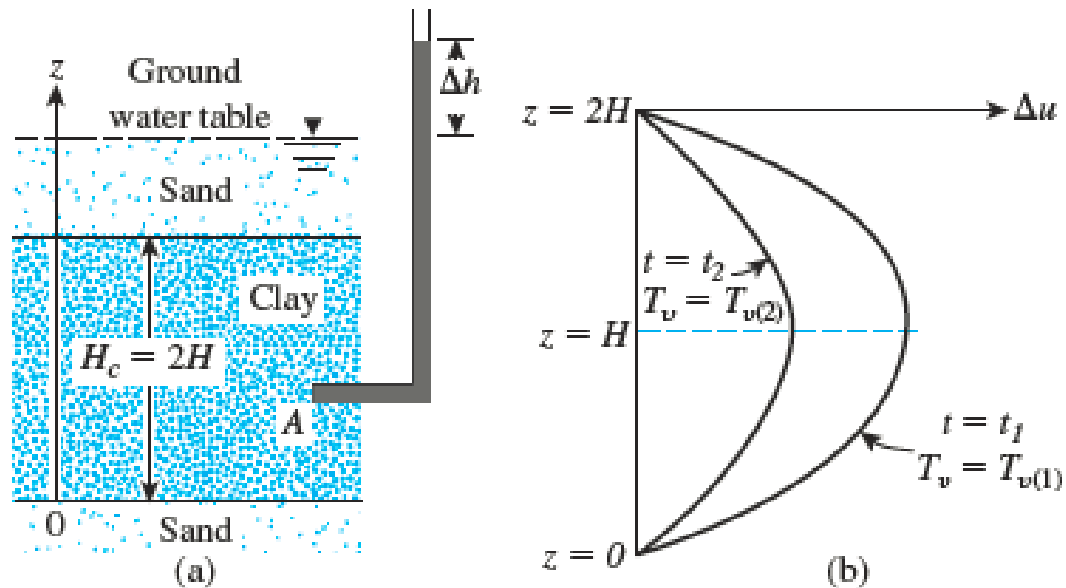 z
Ground
water table
Δh
Sand
Clay
H_c = 2H
A
0
Sand
(a)
z = 2H
Δu
t = t_2
T_v = T_v(2)
z = H
t = t_1
T_v = T_v(1)
z = 0
(b)